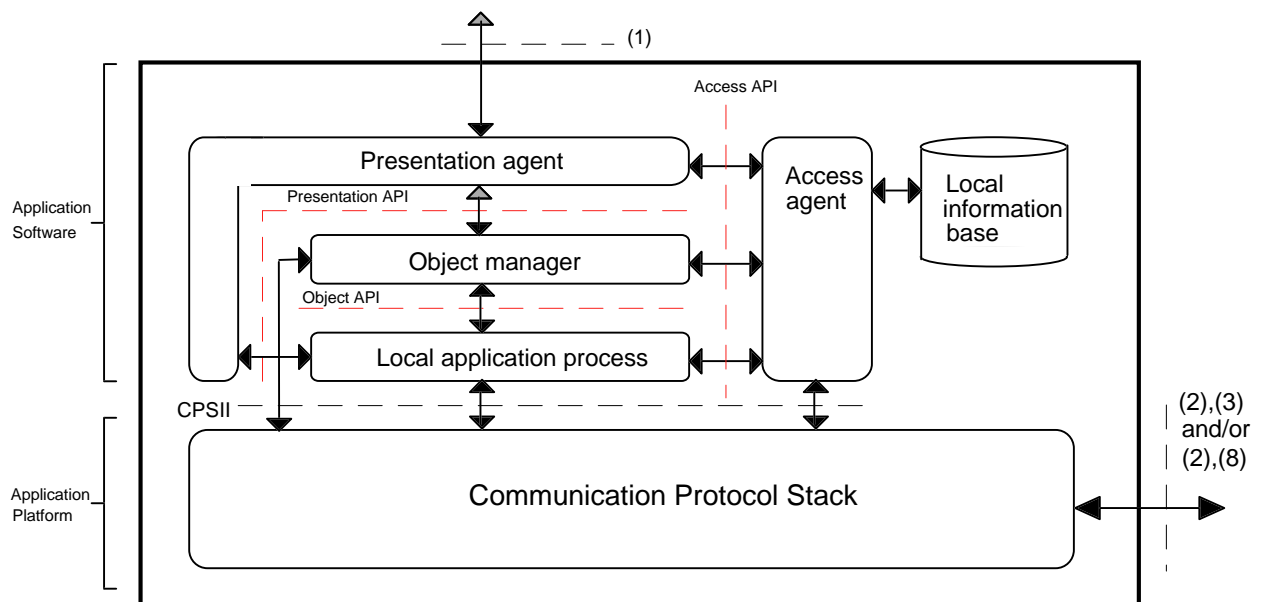 (1)
Access API
Presentation agent
Access
agent
Local
information
base
Presentation API
Application
Software
Object manager
Object API
Local application process
CPSII
(2),(3)
and/or
(2),(8)
Communication Protocol Stack
Application
Platform